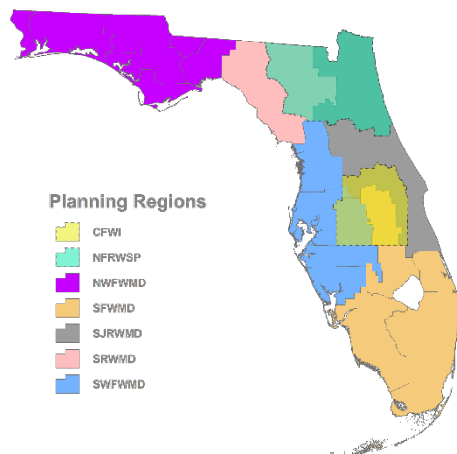 Planning Regions
CFWI
NFRWSP
NWFWMD
SFWMD
SJRWMD
SRWMD
SWFWMD